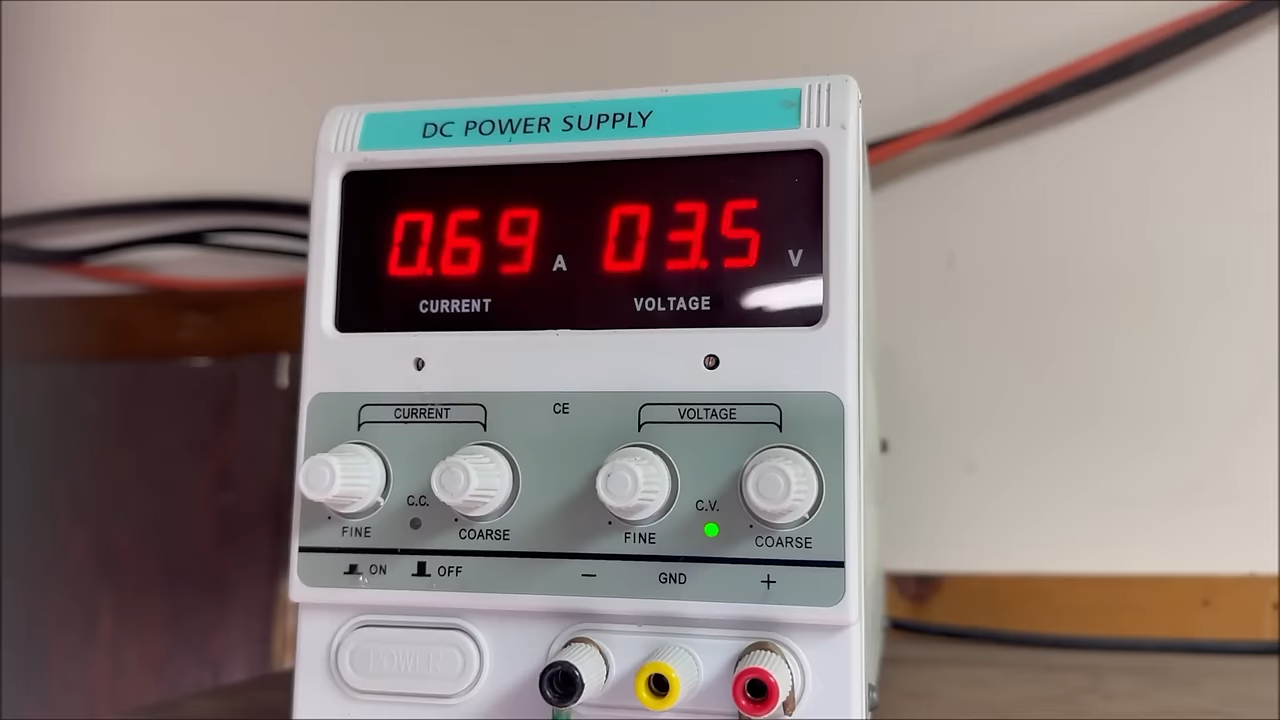 DC POWER SUPPLY
0.69 A 03.5 V
CURRENT VOLTAGE
CURRENT CE VOLTAGE
C.C. C.V.
FINE COARSE FINE COARSE
ON OFF − GND +
POWER